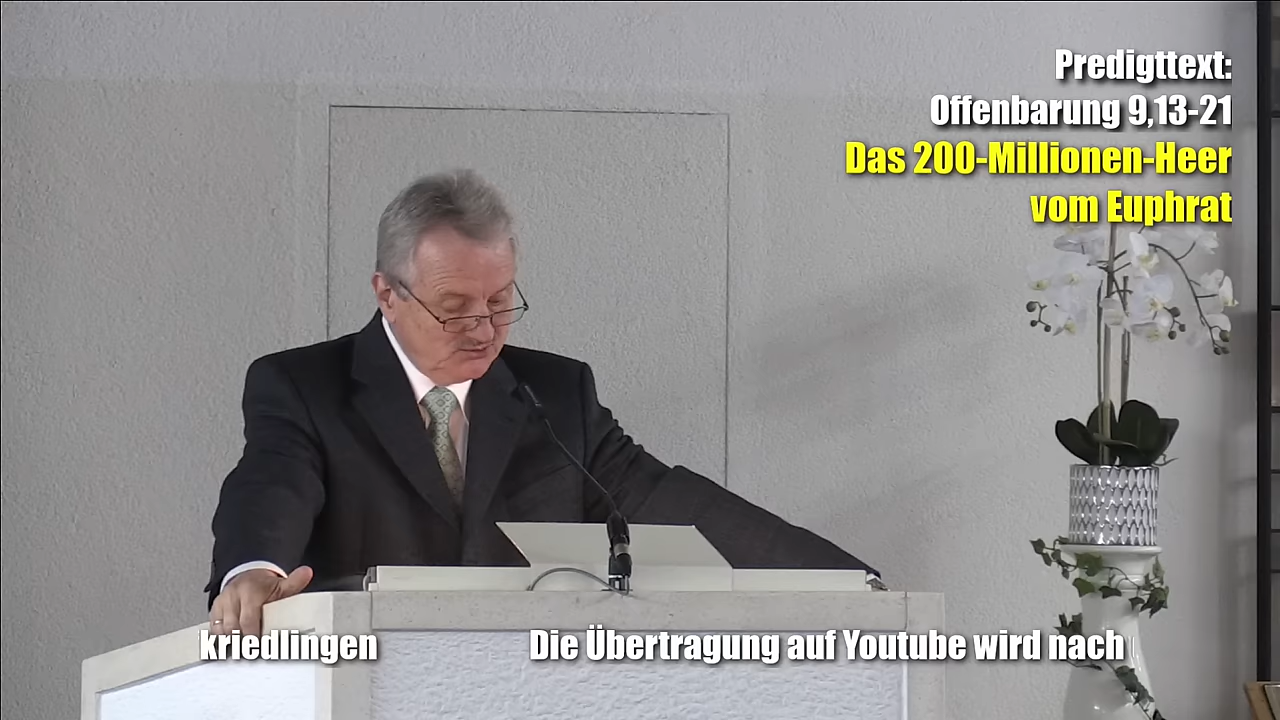 Predigttext:
Offenbarung 9,13-21
Das 200-Millionen-Heer
vom Euphrat
kriedlingen Die Übertragung auf Youtube wird nach